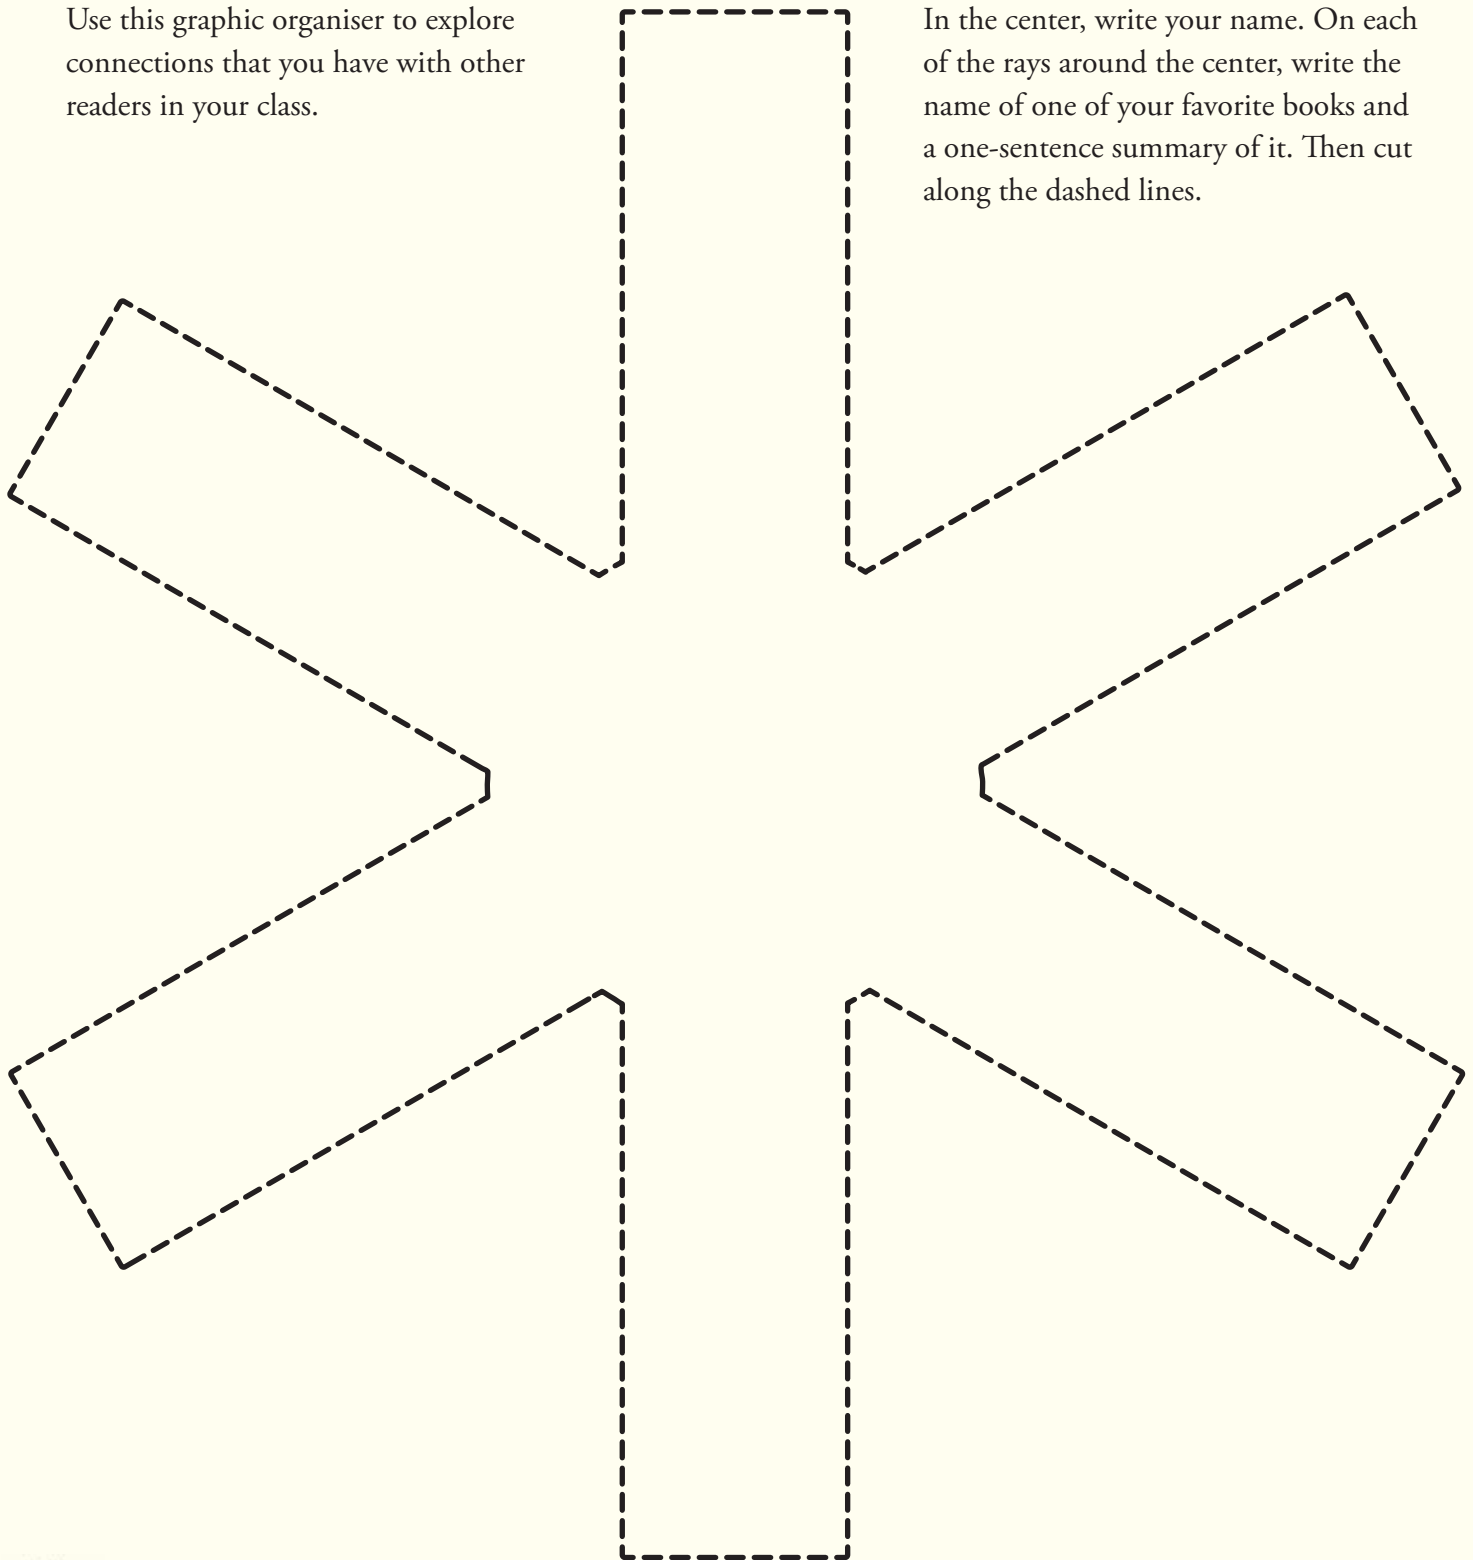 Use this graphic organiser to explore
connections that you have with other
readers in your class.
In the center, write your name. On each
of the rays around the center, write the
name of one of your favorite books and
a one-sentence summary of it. Then cut
along the dashed lines.